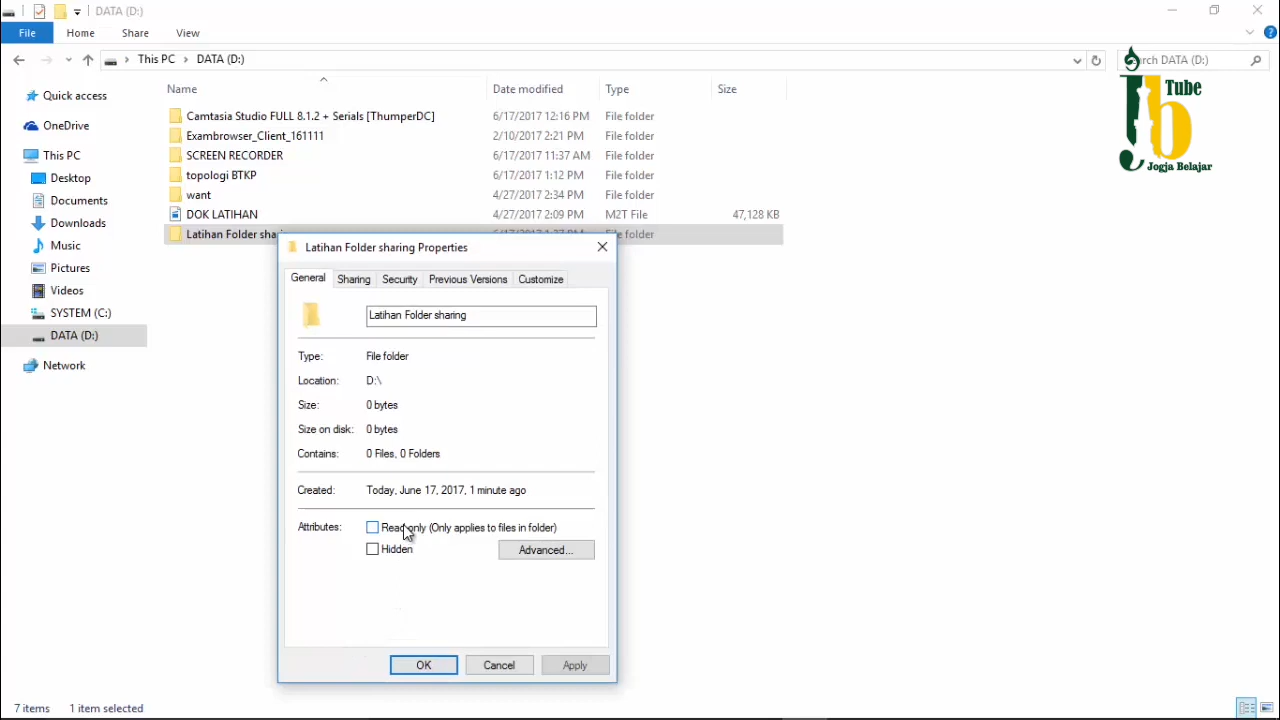 DATA (D:)
File Home Share View
This PC DATA (D:) Search DATA (D:)
Name Date modified Type Size
Quick access
OneDrive
This PC
Desktop
Documents
Downloads
Music
Pictures
Videos
SYSTEM (C:)
DATA (D:)
Network
Camtasia Studio FULL 8.1.2 + Serials [ThumperDC] 6/17/2017 12:16 PM File folder
Exambrowser_Client_161111 2/10/2017 2:21 PM File folder
SCREEN RECORDER 6/17/2017 11:37 AM File folder
topologi BTKP 6/17/2017 1:12 PM File folder
want 4/27/2017 2:34 PM File folder
DOK LATIHAN 4/27/2017 2:09 PM M2T File 47,128 KB
Latihan Folder sha folder
Latihan Folder sharing Properties
General Sharing Security Previous Versions Customize
Latihan Folder sharing
Type: File folder
Location: D:\
Size: 0 bytes
Size on disk: 0 bytes
Contains: 0 Files, 0 Folders
Created: Today, June 17, 2017, 1 minute ago
Attributes: Read-only (Only applies to files in folder)
Hidden Advanced...
OK Cancel Apply
7 items 1 item selected
Jb Tube
Jogja Belajar